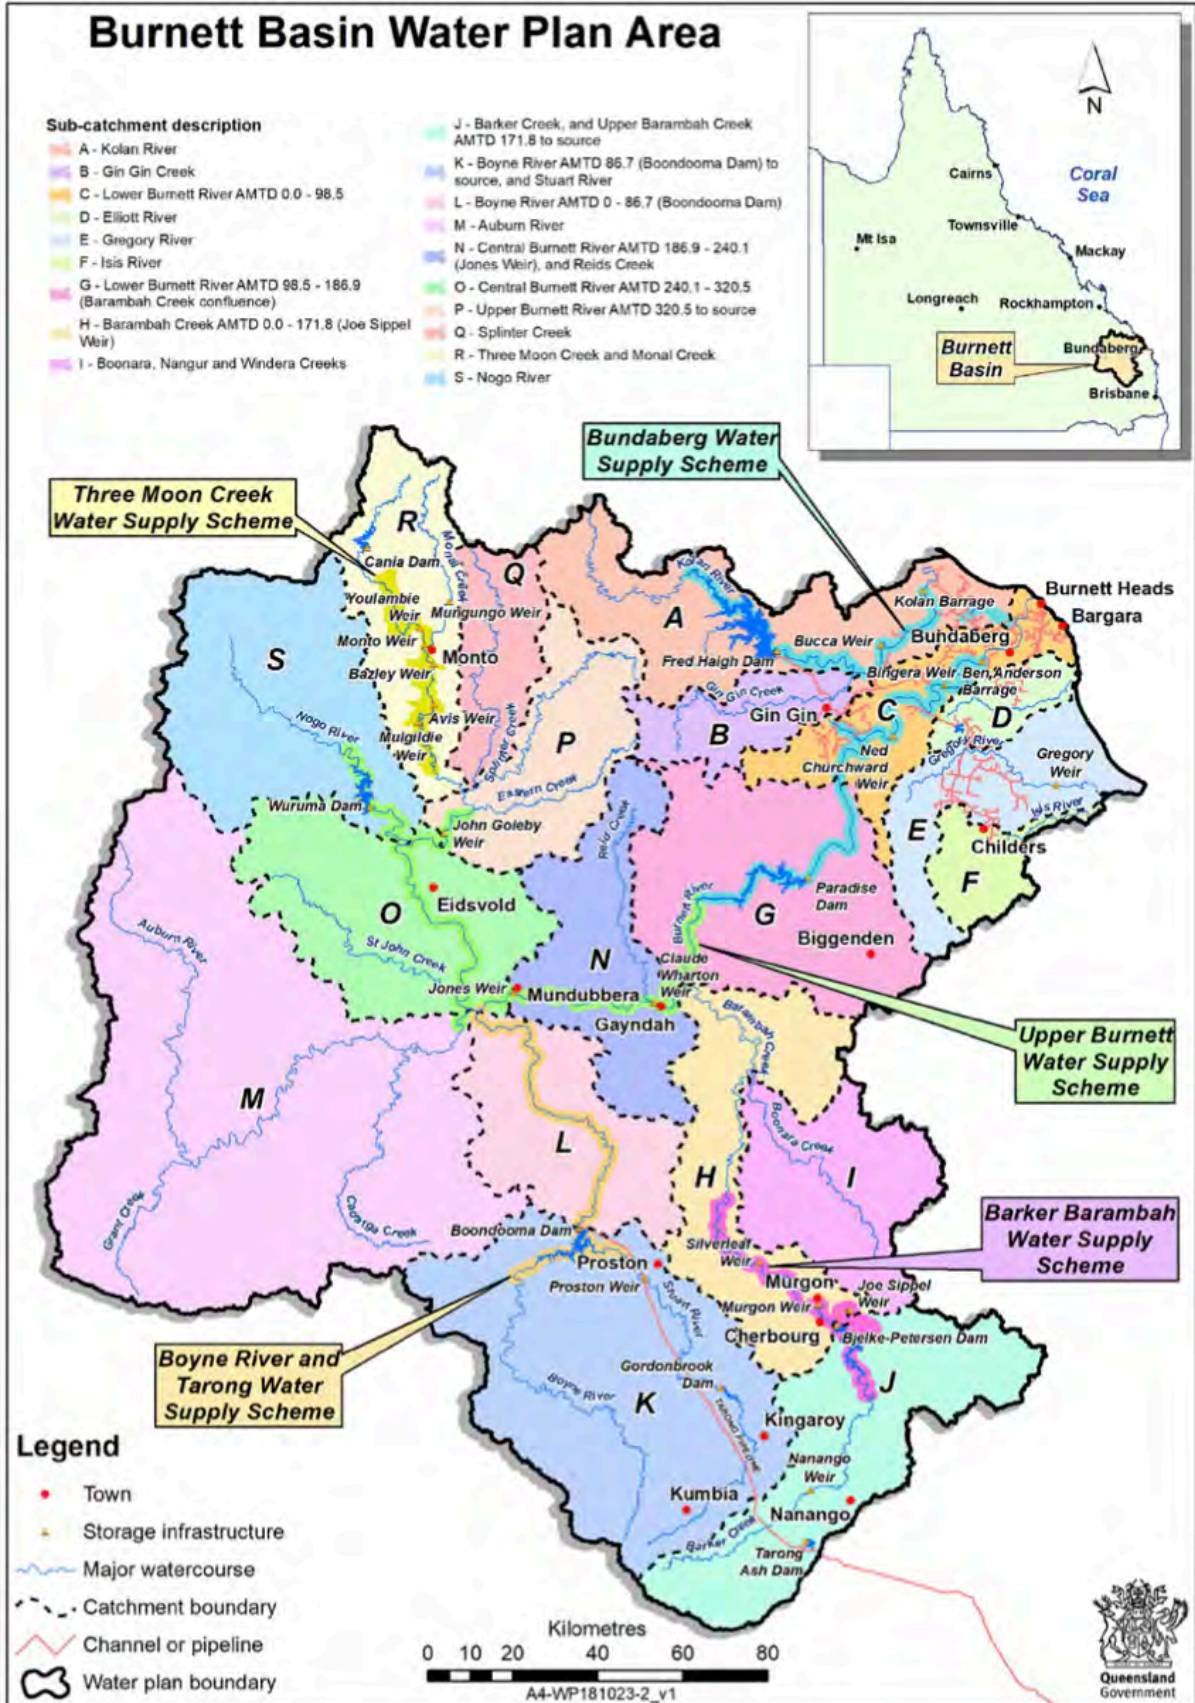 Burnett Basin Water Plan Area
Sub-catchment description
A - Kolan River
B - Gin Gin Creek
C - Lower Burnett River AMTD 0.0 - 98.5
D - Elliott River
E - Gregory River
F - Isis River
G - Lower Burnett River AMTD 98.5 - 186.9
(Barambah Creek confluence)
H - Barambah Creek AMTD 0.0 - 171.8 (Joe Sippel
Weir)
I - Boonara, Nangur and Windera Creeks
J - Barker Creek, and Upper Barambah Creek
AMTD 171.8 to source
K - Boyne River AMTD 86.7 (Boondooma Dam) to
source, and Stuart River
L - Boyne River AMTD 0 - 86.7 (Boondooma Dam)
M - Auburn River
N - Central Burnett River AMTD 186.9 - 240.1
(Jones Weir), and Reids Creek
O - Central Burnett River AMTD 240.1 - 320.5
P - Upper Burnett River AMTD 320.5 to source
Q - Splinter Creek
R - Three Moon Creek and Monal Creek
S - Nogo River
N
Cairns
Coral
Sea
Townsville
Mt Isa
Mackay
Longreach
Rockhampton
Bundaberg
Burnett
Basin
Brisbane
Bundaberg Water
Supply Scheme
Three Moon Creek
Water Supply Scheme
R
Cania Dam
Monal Creek
Q
Youlambie
Weir
Mungungo Weir
Monto Weir
Monto
Bazley Weir
Avis Weir
Mulgildie
Weir
Splinter Creek
S
Nogo River
Wuruma Dam
P
Eastern Creek
John Goleby
Weir
A
Kolan River
Fred Haigh Dam
Bucca Weir
Kolan Barrage
Burnett Heads
Bargara
Bundaberg
Bingera Weir
Ben Anderson
Barrage
Gin Gin Creek
Gin Gin
B
C
Ned
Churchward
Weir
D
Gregory River
Gregory
Weir
Isis River
E
Childers
F
Reid Creek
Burnett River
G
Paradise
Dam
Biggenden
O
Eidsvold
St John Creek
Auburn River
Jones Weir
Mundubbera
N
Claude
Wharton
Weir
Gayndah
Barambah Creek
Upper Burnett
Water Supply
Scheme
M
Grant Creek
Cadarga Creek
L
H
Boonara Creek
I
Barker Barambah
Water Supply
Scheme
Boondooma Dam
Proston
Proston Weir
Stuart River
Silverleaf
Weir
Murgon
Murgon Weir
Joe Sippel
Weir
Cherbourg
Bjelke-Petersen Dam
J
Boyne River and
Tarong Water
Supply Scheme
Boyne River
K
Gordonbrook
Dam
TARONG PIPELINE
Kingaroy
Nanango
Weir
Kumbia
Nanango
Barker Creek
Tarong
Ash Dam
Legend
Town
Storage infrastructure
Major watercourse
Catchment boundary
Channel or pipeline
Water plan boundary
Kilometres
0 10 20 40 60 80
A4-WP181023-2_v1
Queensland
Government